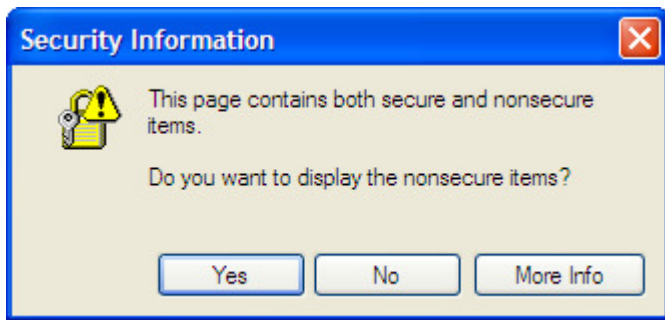 Security Information
This page contains both secure and nonsecure
items.
Do you want to display the nonsecure items?
Yes
No
More Info